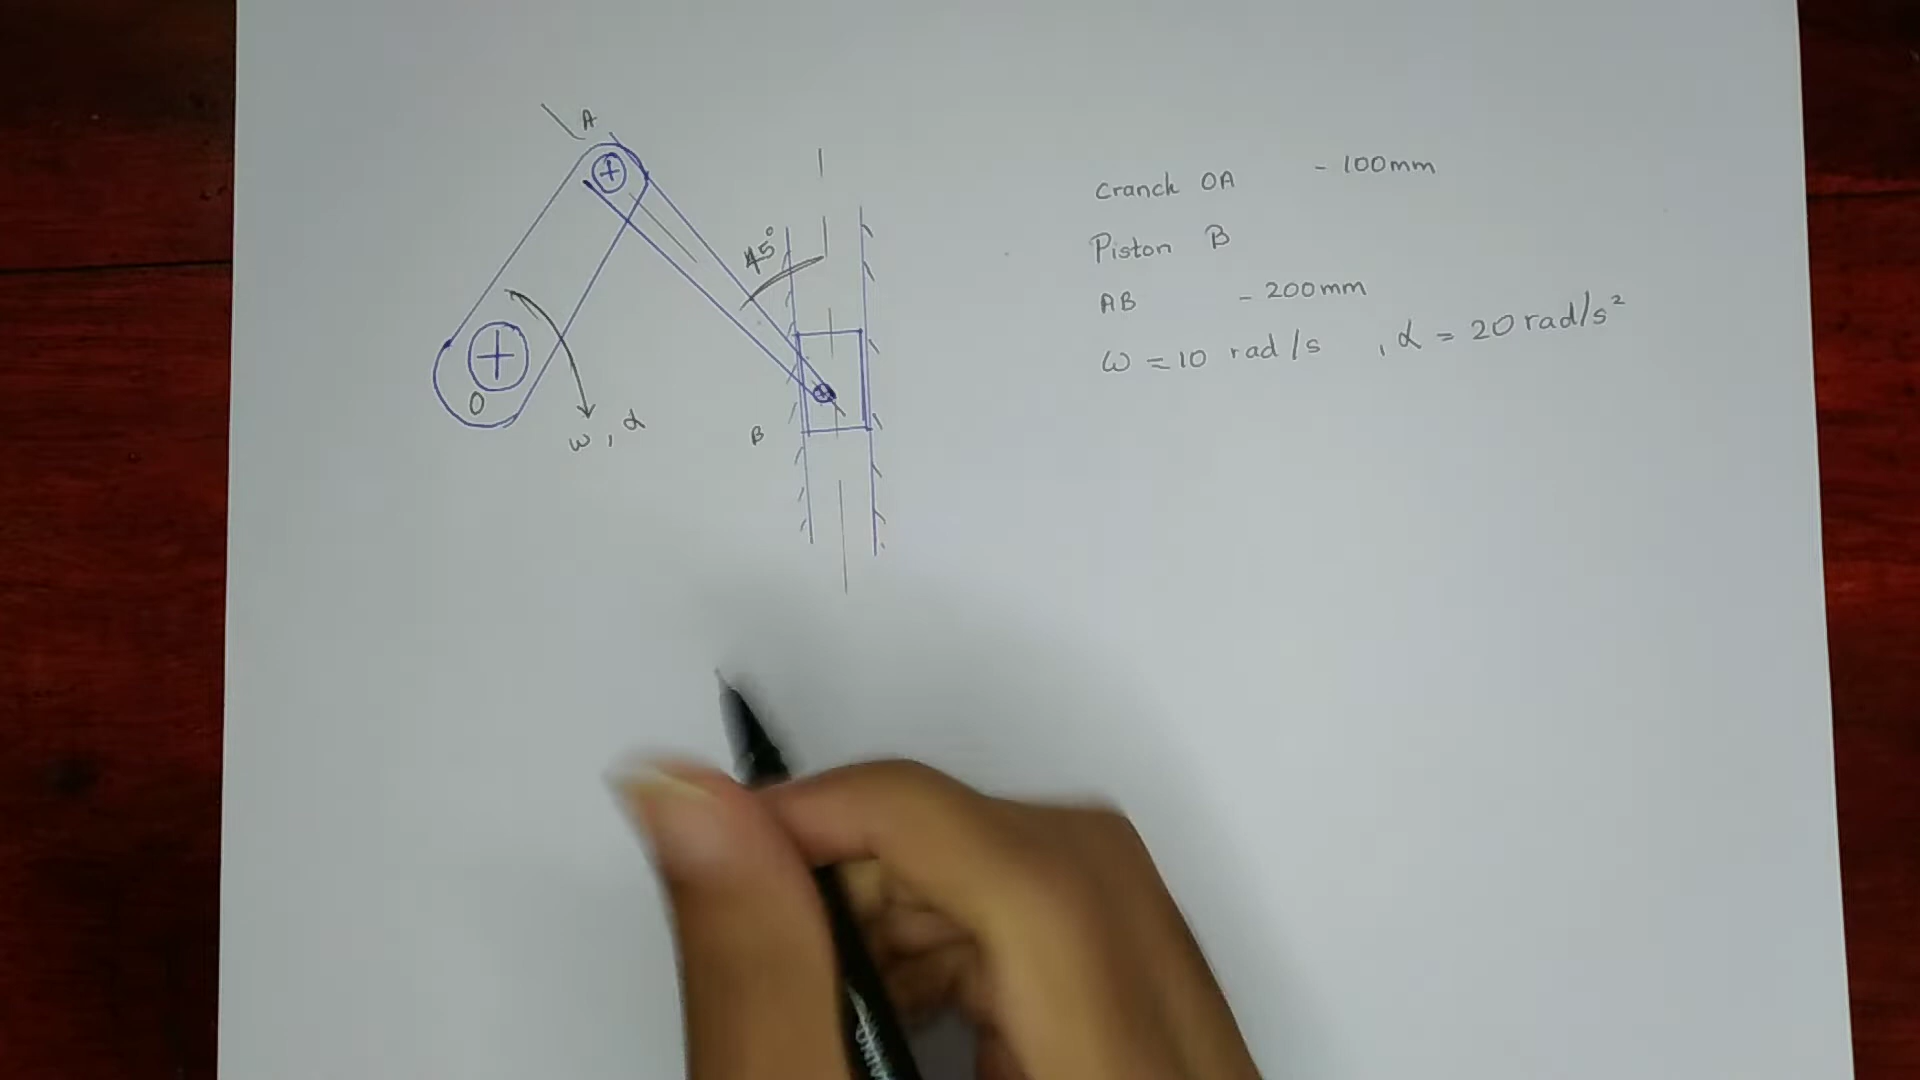 A
45°
O
ω, α
B
Cranck OA - 100mm
Piston B
AB - 200mm
ω = 10 rad/s , α = 20 rad/s²